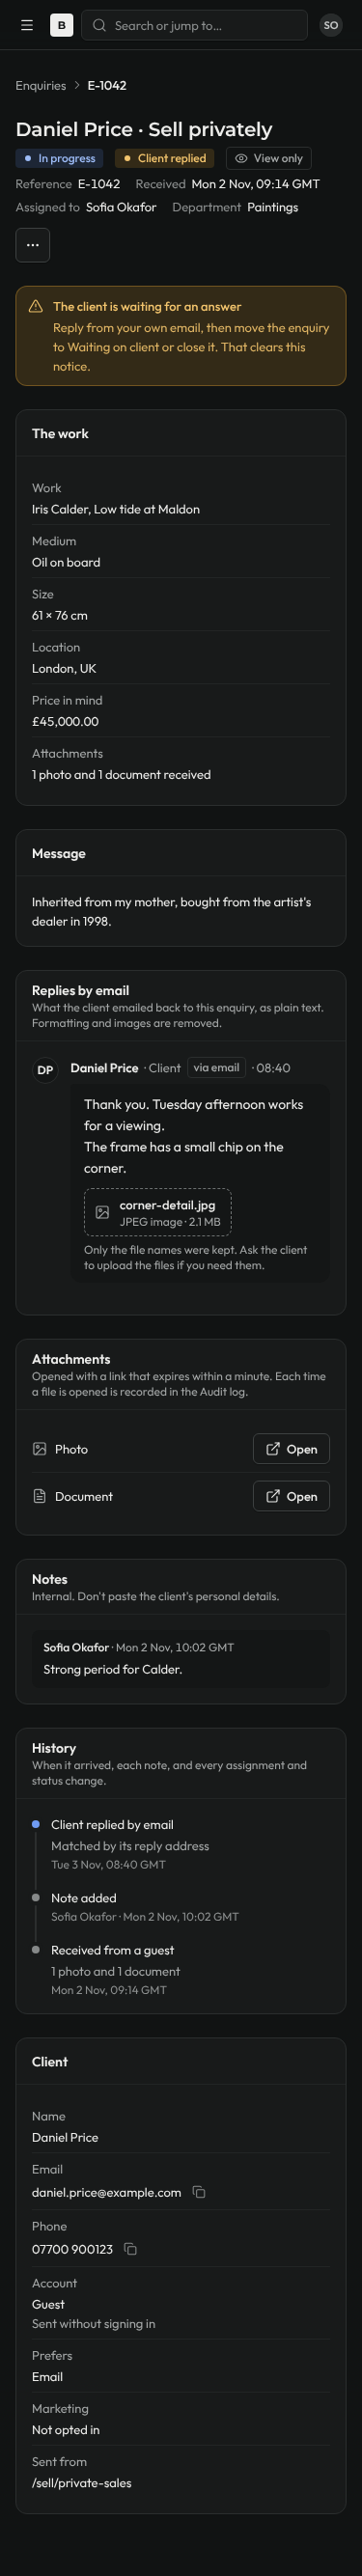 B
Search or jump to...
SO
Enquiries
E-1042
Daniel Price · Sell privately
In progress
Client replied
View only
Reference E-1042 Received Mon 2 Nov, 09:14 GMT
Assigned to Sofia Okafor Department Paintings
The client is waiting for an answer
Reply from your own email, then move the enquiry
to Waiting on client or close it. That clears this
notice.
The work
Work
Iris Calder, Low tide at Maldon
Medium
Oil on board
Size
61 × 76 cm
Location
London, UK
Price in mind
£45,000.00
Attachments
1 photo and 1 document received
Message
Inherited from my mother, bought from the artist's
dealer in 1998.
Replies by email
What the client emailed back to this enquiry, as plain text.
Formatting and images are removed.
DP
Daniel Price · Client via email · 08:40
Thank you. Tuesday afternoon works
for a viewing.
The frame has a small chip on the
corner.
corner-detail.jpg
JPEG image · 2.1 MB
Only the file names were kept. Ask the client
to upload the files if you need them.
Attachments
Opened with a link that expires within a minute. Each time
a file is opened is recorded in the Audit log.
Photo
Open
Document
Open
Notes
Internal. Don't paste the client's personal details.
Sofia Okafor · Mon 2 Nov, 10:02 GMT
Strong period for Calder.
History
When it arrived, each note, and every assignment and
status change.
Client replied by email
Matched by its reply address
Tue 3 Nov, 08:40 GMT
Note added
Sofia Okafor · Mon 2 Nov, 10:02 GMT
Received from a guest
1 photo and 1 document
Mon 2 Nov, 09:14 GMT
Client
Name
Daniel Price
Email
daniel.price@example.com
Phone
07700 900123
Account
Guest
Sent without signing in
Prefers
Email
Marketing
Not opted in
Sent from
/sell/private-sales